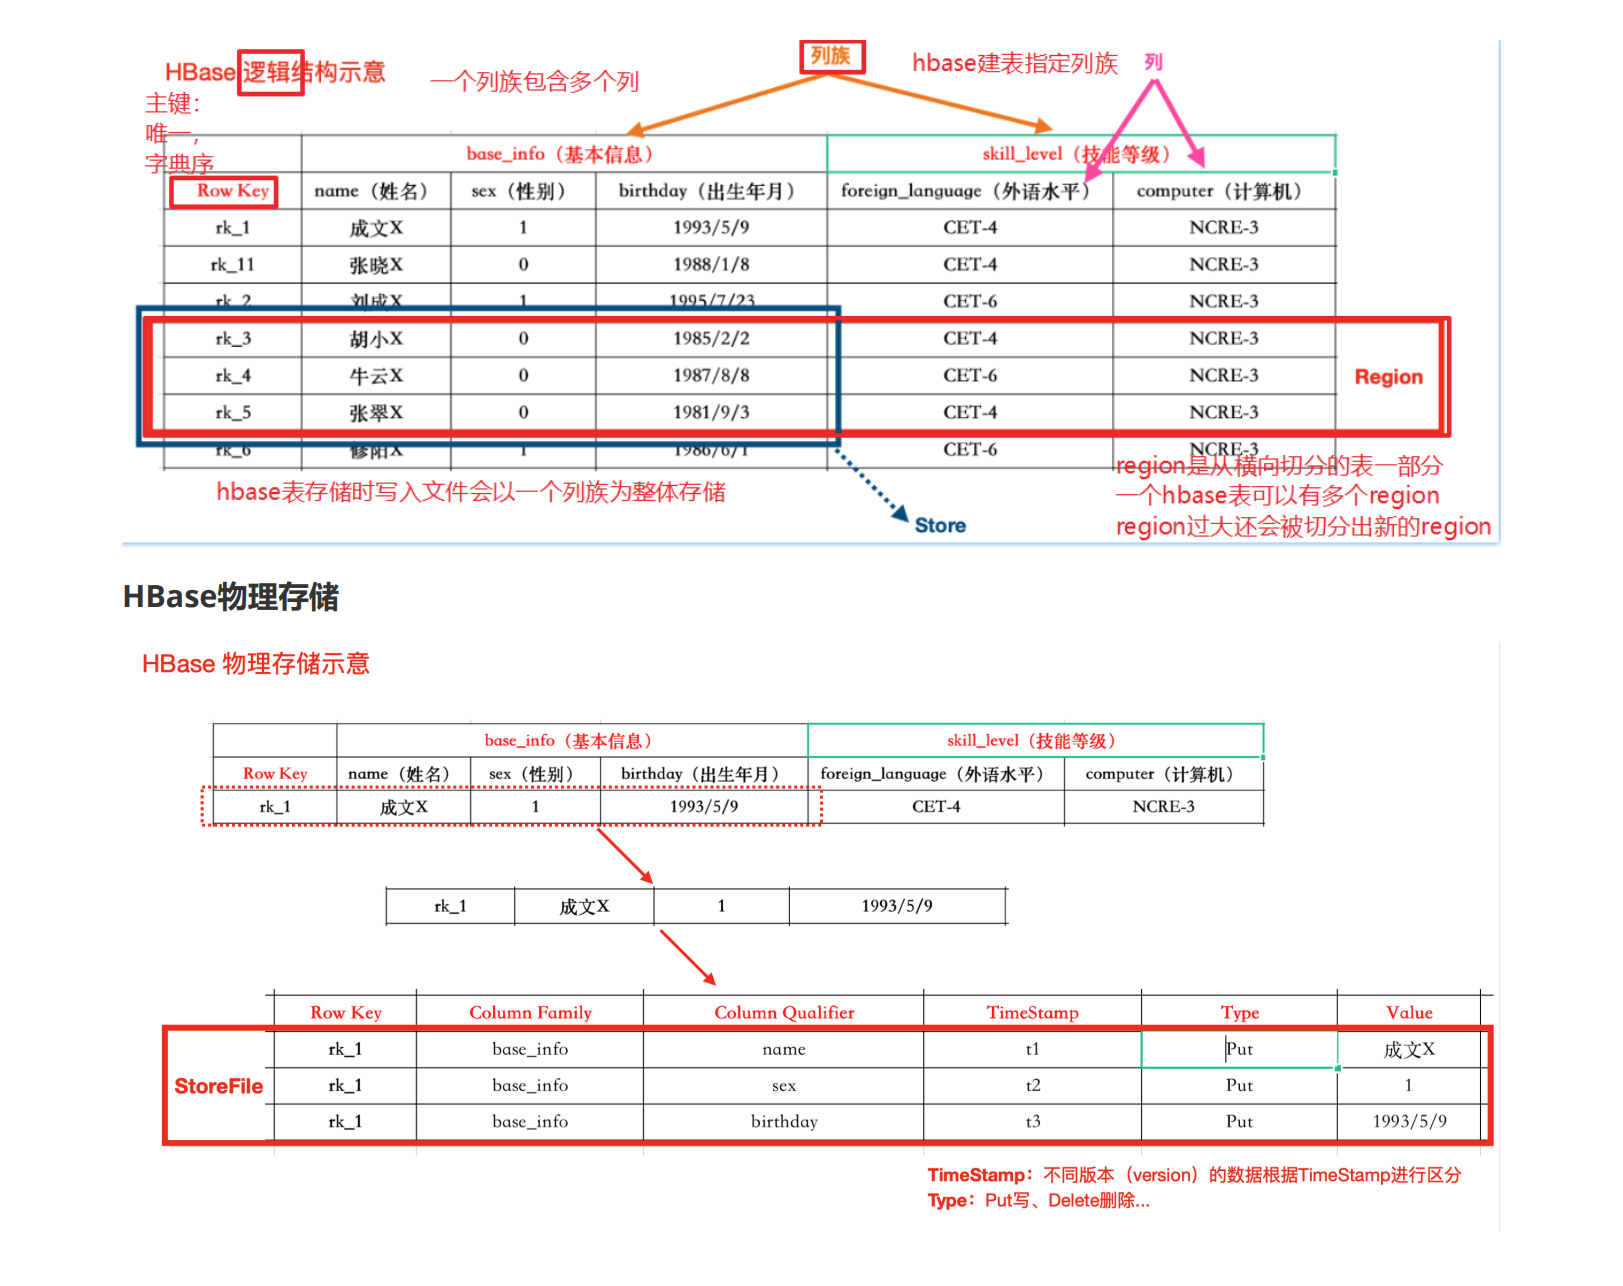 列族
hbase建表指定列族
列
HBase 逻辑结构示意
一个列族包含多个列
主键：
唯一，
字典序
base_info（基本信息） skill_level（技能等级）
Row Key name（姓名） sex（性别） birthday（出生年月） foreign_language（外语水平） computer（计算机）
rk_1 成文X 1 1993/5/9 CET-4 NCRE-3
rk_11 张晓X 0 1988/1/8 CET-4 NCRE-3
rk_2 刘成X 1 1995/7/23 CET-6 NCRE-3
rk_3 胡小X 0 1985/2/2 CET-4 NCRE-3
rk_4 牛云X 0 1987/8/8 CET-6 NCRE-3
Region
rk_5 张翠X 0 1981/9/3 CET-4 NCRE-3
rk_6 修阳X 1 1986/6/1 CET-6 NCRE-3
region是从横向切分的表一部分
一个hbase表可以有多个region
region过大还会被切分出新的region
hbase表存储时写入文件会以一个列族为整体存储
Store
HBase物理存储
HBase 物理存储示意
base_info（基本信息） skill_level（技能等级）
Row Key name（姓名） sex（性别） birthday（出生年月） foreign_language（外语水平） computer（计算机）
rk_1 成文X 1 1993/5/9 CET-4 NCRE-3
rk_1 成文X 1 1993/5/9
Row Key Column Family Column Qualifier TimeStamp Type Value
rk_1 base_info name t1 Put 成文X
StoreFile rk_1 base_info sex t2 Put 1
rk_1 base_info birthday t3 Put 1993/5/9
TimeStamp：不同版本（version）的数据根据TimeStamp进行区分
Type：Put写、Delete删除...